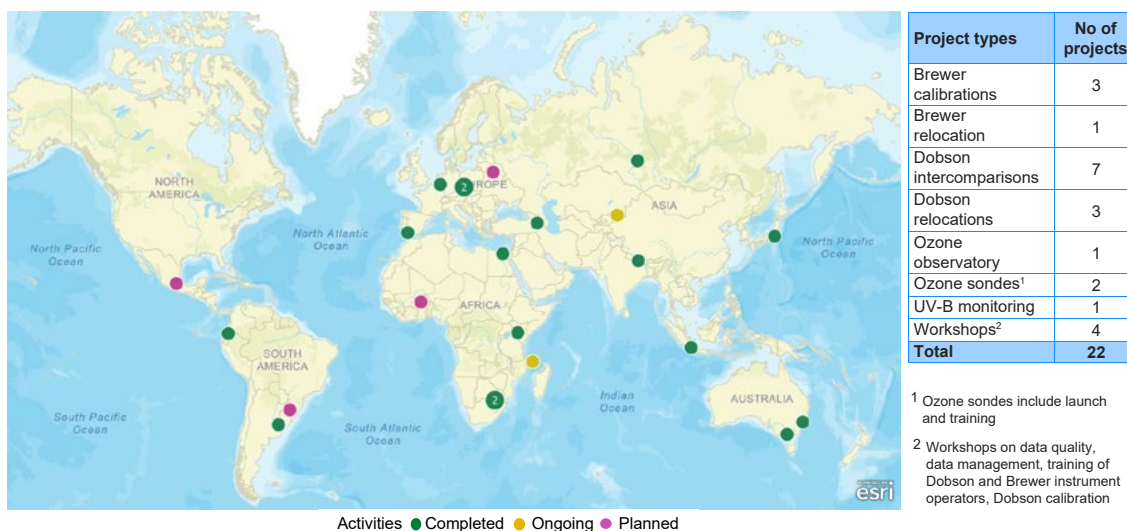 NORTH
AMERICA
North Pacific
Ocean
North Atlantic
Ocean
2
ROPE
ASIA
North Pacific
Ocean
AFRICA
SOUTH
AMERICA
2
Indian
Ocean
AUSTRALIA
South Pacific
Ocean
South Atlantic
Ocean
esri
Activities Completed Ongoing Planned
Project types No of
projects
Brewer
calibrations 3
Brewer
relocation 1
Dobson
intercomparisons 7
Dobson
relocations 3
Ozone
observatory 1
Ozone sondes¹ 2
UV-B monitoring 1
Workshops² 4
Total 22
1 Ozone sondes include launch
and training
2 Workshops on data quality,
data management, training of
Dobson and Brewer instrument
operators, Dobson calibration